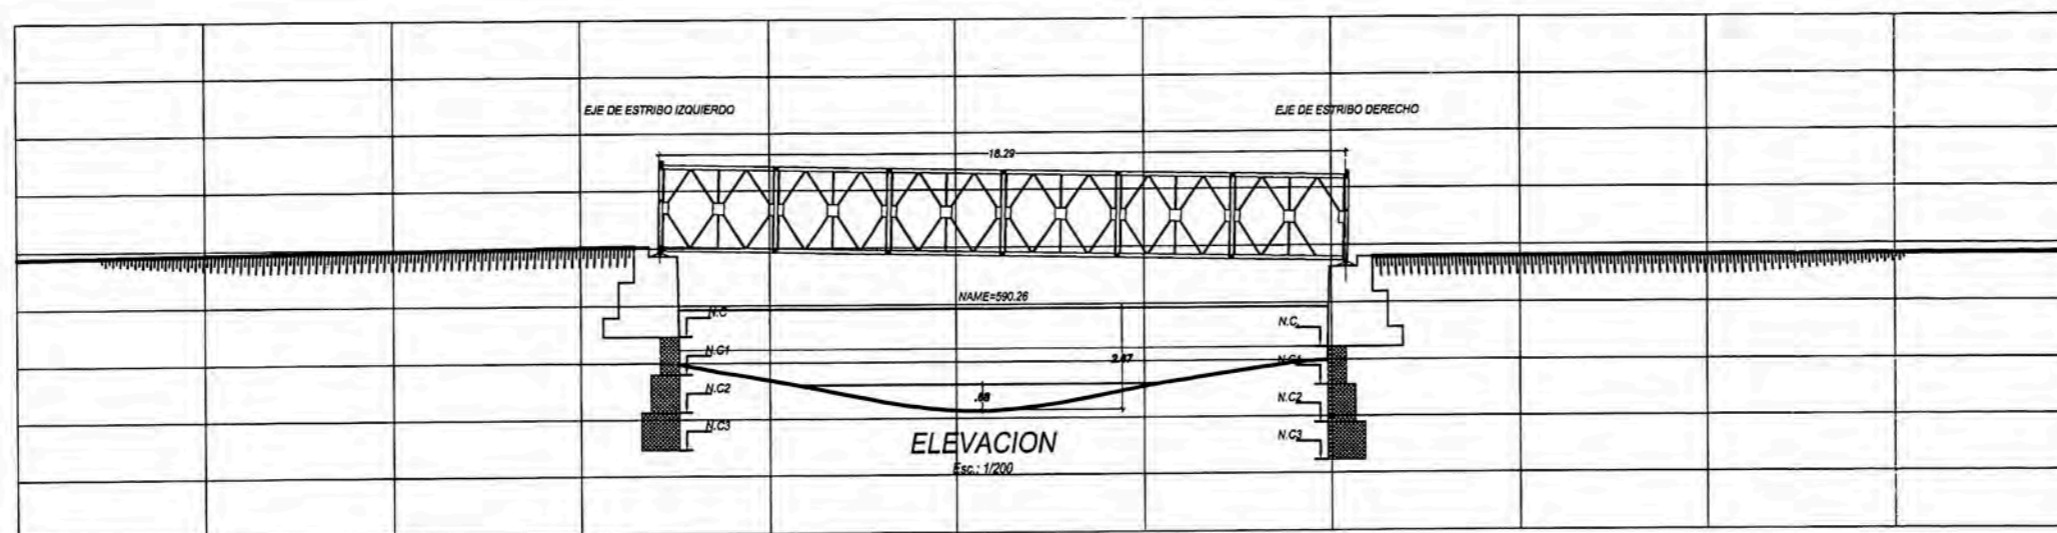 EJE DE ESTRIBO IZQUIERDO
EJE DE ESTRIBO DERECHO
18.29
NAME=590.26
N.C
N.C.
N.C1
N.C1
2.67
N.C2
.68
N.C2
N.C3
N.C3
ELEVACION
Esc.: 1/200